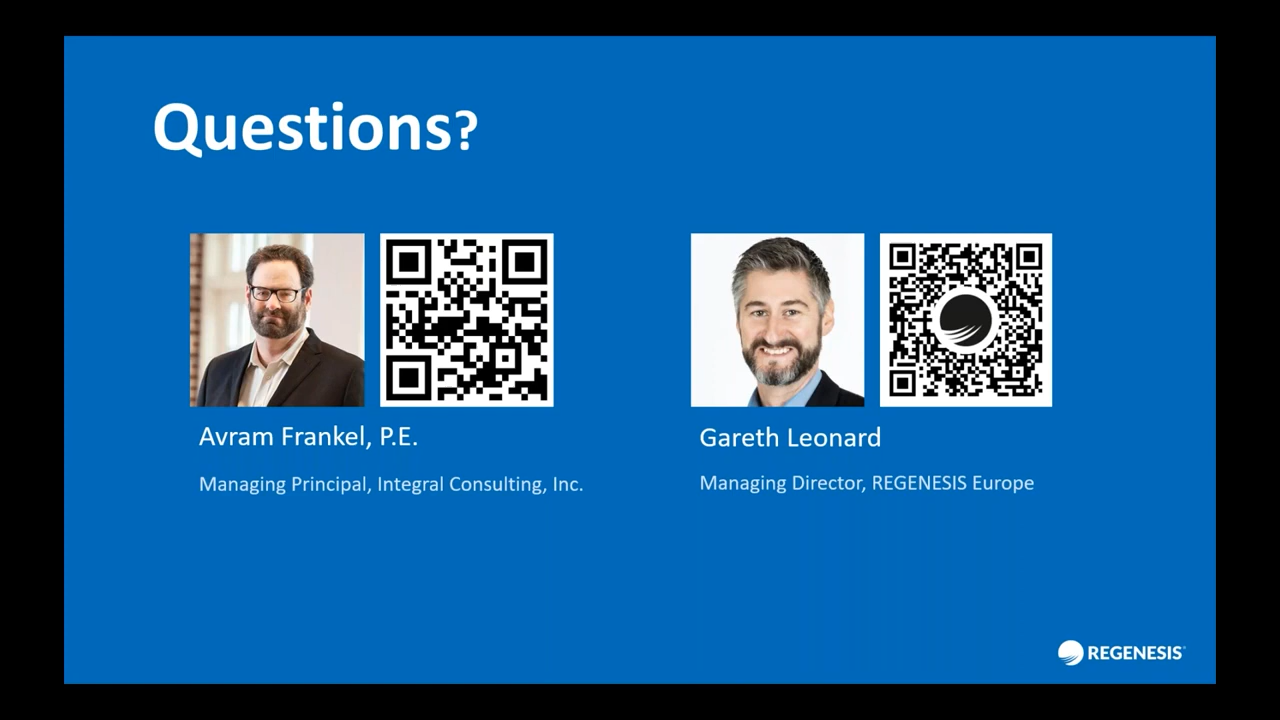 Questions?
Avram Frankel, P.E.
Managing Principal, Integral Consulting, Inc.
Gareth Leonard
Managing Director, REGENESIS Europe
REGENESIS